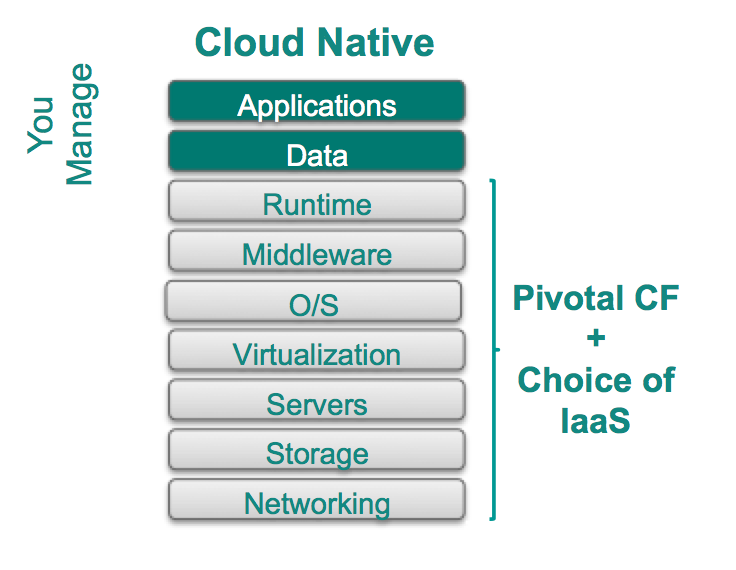 Cloud Native
You
Manage
Applications
Data
Runtime
Middleware
O/S
Virtualization
Servers
Storage
Networking
Pivotal CF
+
Choice of
IaaS